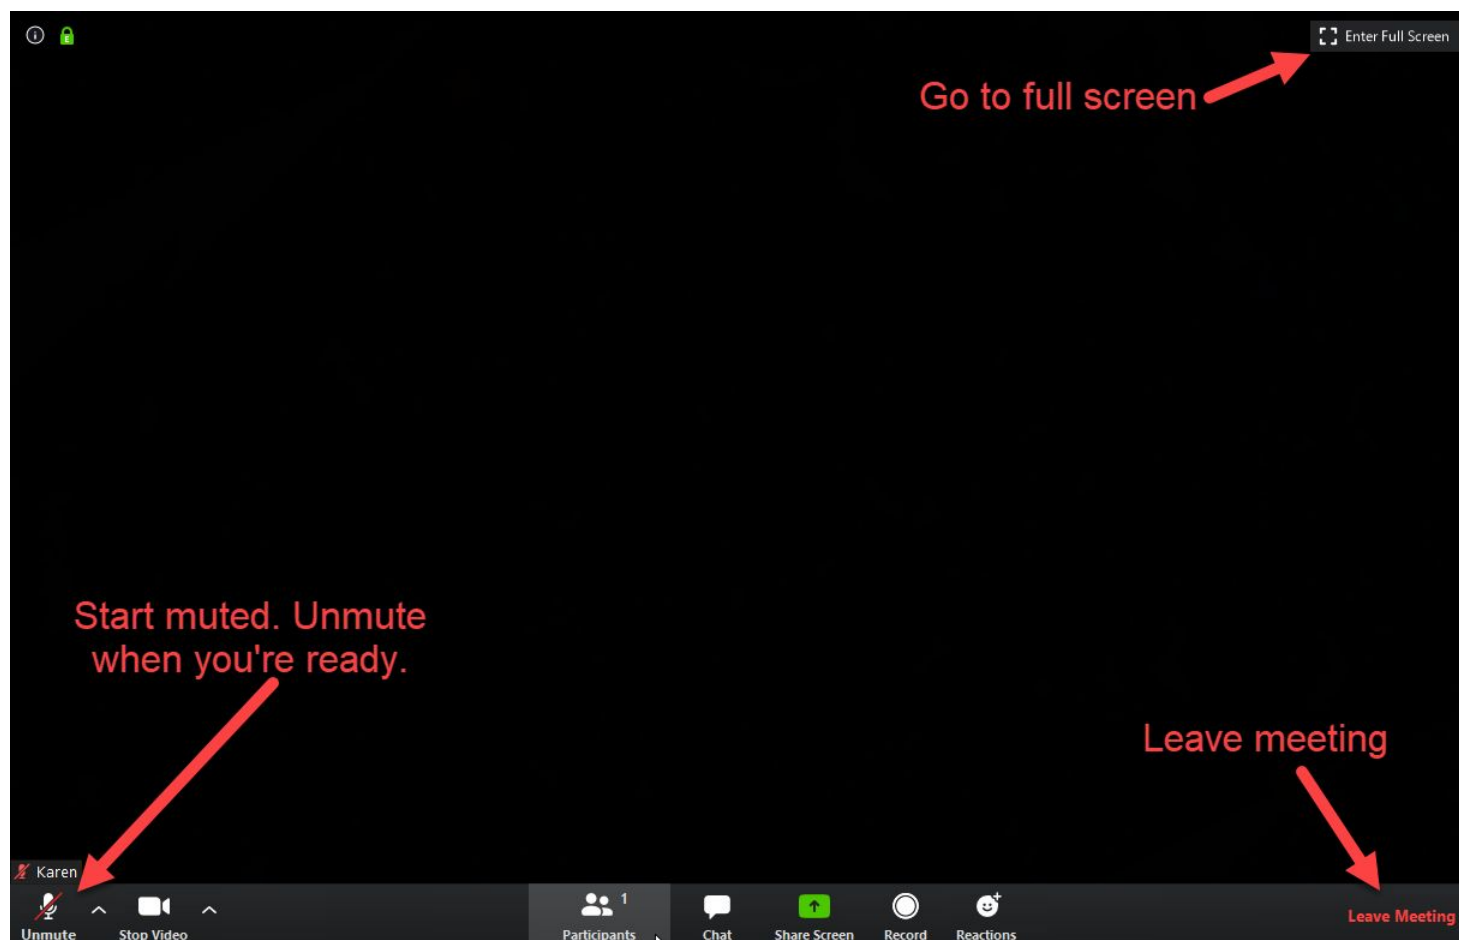 Enter Full Screen
Go to full screen
Start muted. Unmute
when you're ready.
Leave meeting
Karen
1
Unmute
Stop Video
Participants
Chat
Share Screen
Record
Reactions
Leave Meeting